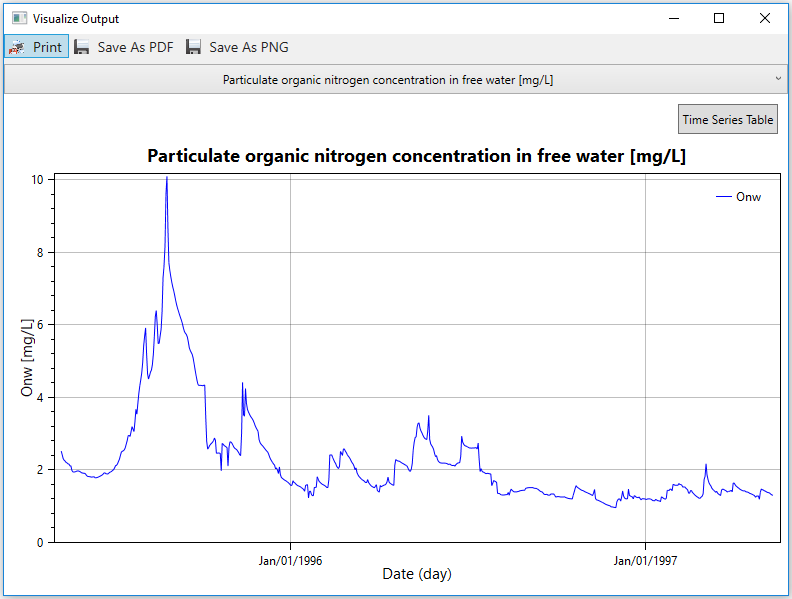 Visualize Output
Print Save As PDF Save As PNG
Particulate organic nitrogen concentration in free water [mg/L]
Time Series Table
Particulate organic nitrogen concentration in free water [mg/L]
Onw
10
8
6
4
2
0
Onw [mg/L]
Jan/01/1996 Jan/01/1997
Date (day)